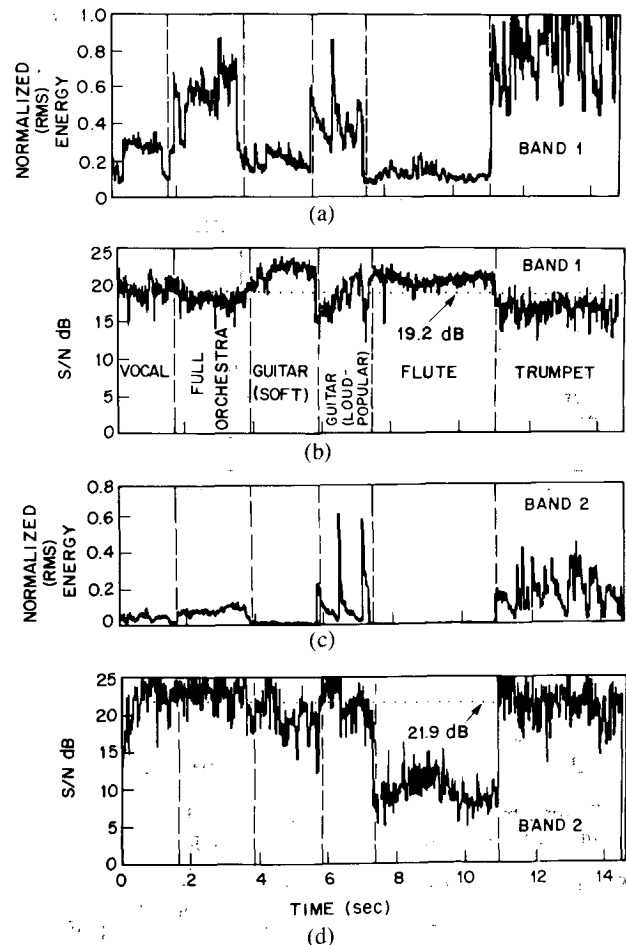 NORMALIZED
(RMS)
ENERGY
1.0
0.8
0.6
0.4
0.2
0
BAND 1
(a)
S/N dB
25
20
15
10
5
0
BAND 1
19.2 dB
VOCAL
FULL
ORCHESTRA
GUITAR
(SOFT)
GUITAR
(LOUD-
POPULAR)
FLUTE
TRUMPET
(b)
NORMALIZED
(RMS)
ENERGY
0.8
0.6
0.4
0.2
0
BAND 2
(c)
S/N dB
25
20
15
10
5
0
21.9 dB
BAND 2
0 2 4 6 8 10 12 14
TIME (sec)
(d)